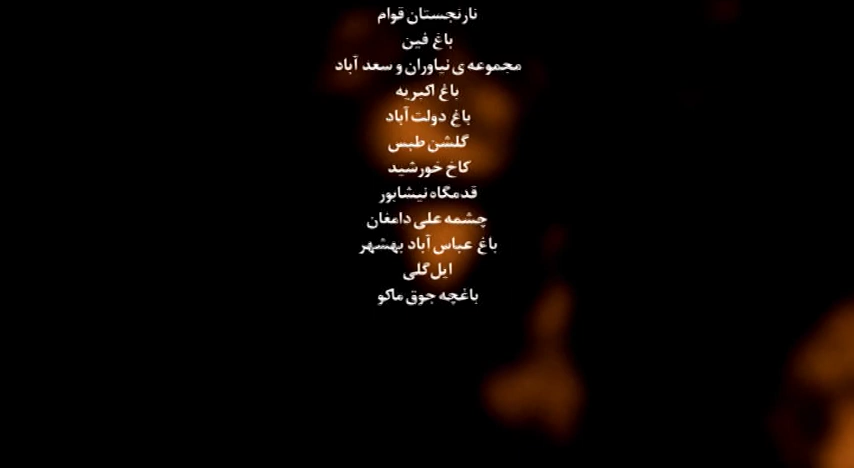 نارنجستان قوام
باغ فین
مجموعه ی نیاوران و سعد آباد
باغ اکبریه
باغ دولت آباد
گلشن طبس
کاخ خورشید
قدمگاه نیشابور
چشمه علی دامغان
باغ عباس آباد بهشهر
ایل گلی
باغچه جوق ماکو